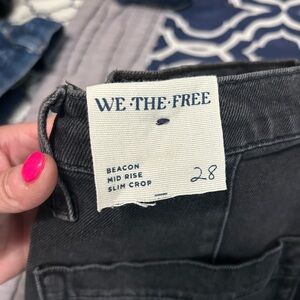 WE·THE·FREE
BEACON
MID RISE
SLIM CROP
28